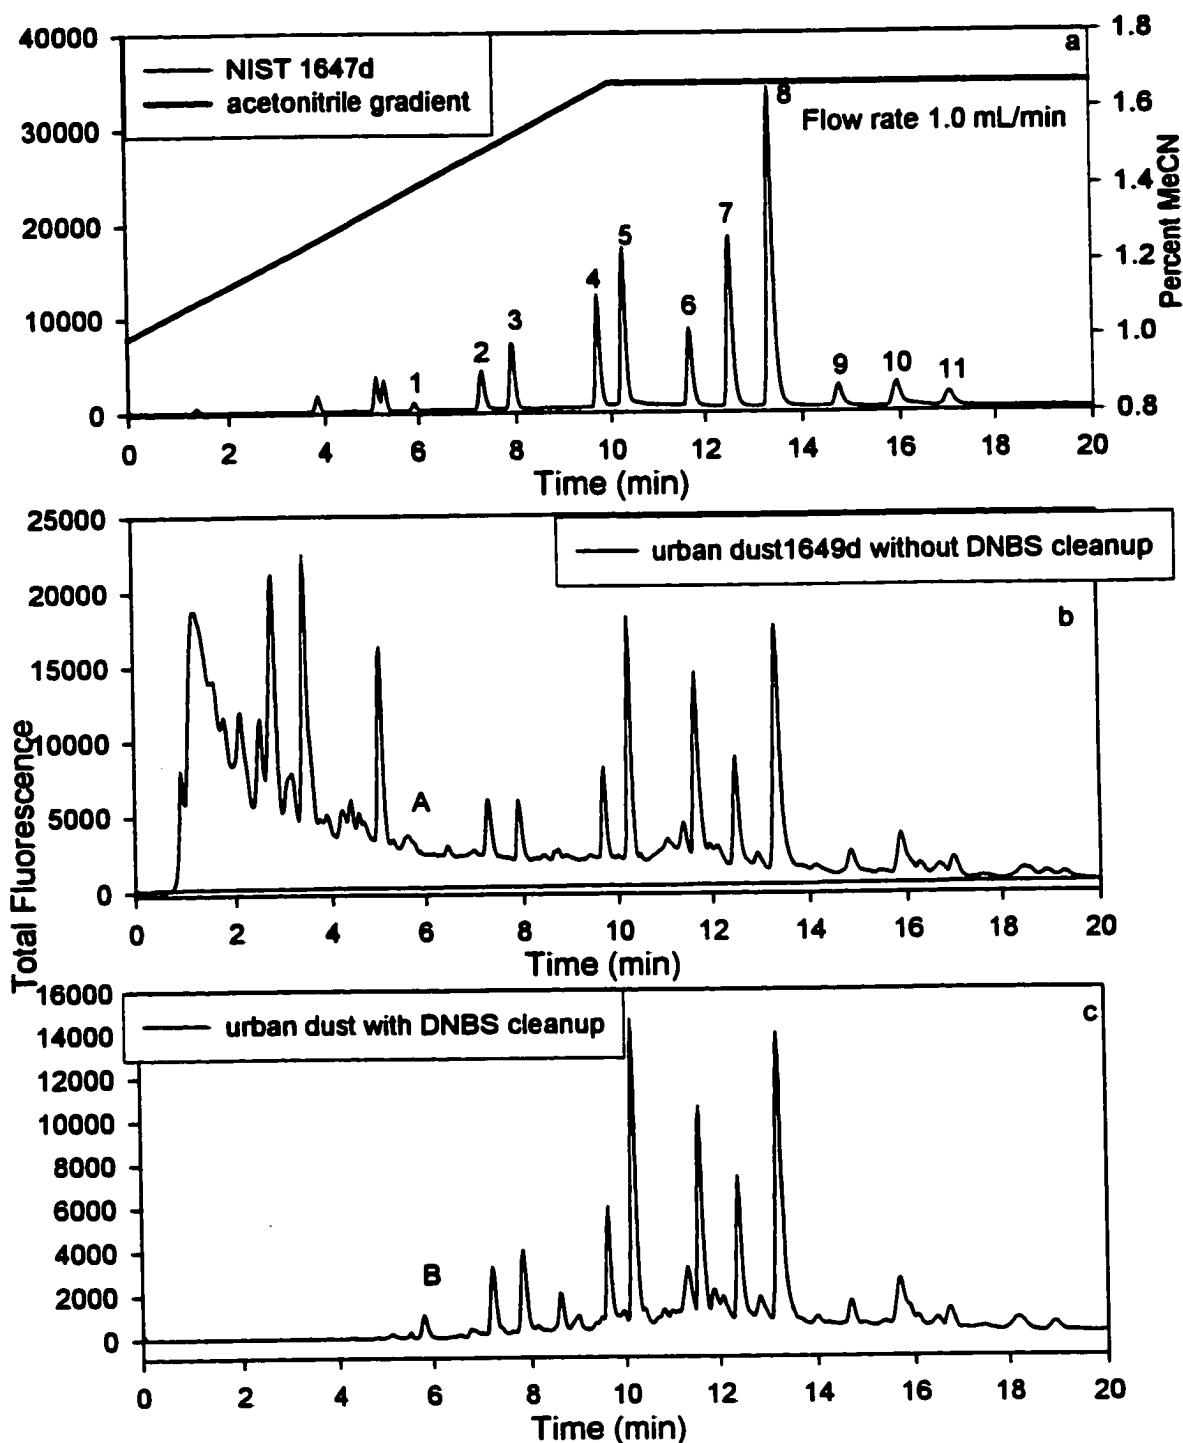 40000
30000
20000
10000
0
NIST 1647d
acetonitrile gradient
a
Flow rate 1.0 mL/min
1
2
3
4
5
6
7
8
9
10
11
1.8
1.6
1.4
1.2
1.0
0.8
Percent MeCN
0 2 4 6 8 10 12 14 16 18 20
Time (min)
Total Fluorescence
25000
20000
15000
10000
5000
0
urban dust1649d without DNBS cleanup
b
A
0 2 4 6 8 10 12 14 16 18 20
Time (min)
16000
14000
12000
10000
8000
6000
4000
2000
0
urban dust with DNBS cleanup
c
B
0 2 4 6 8 10 12 14 16 18 20
Time (min)